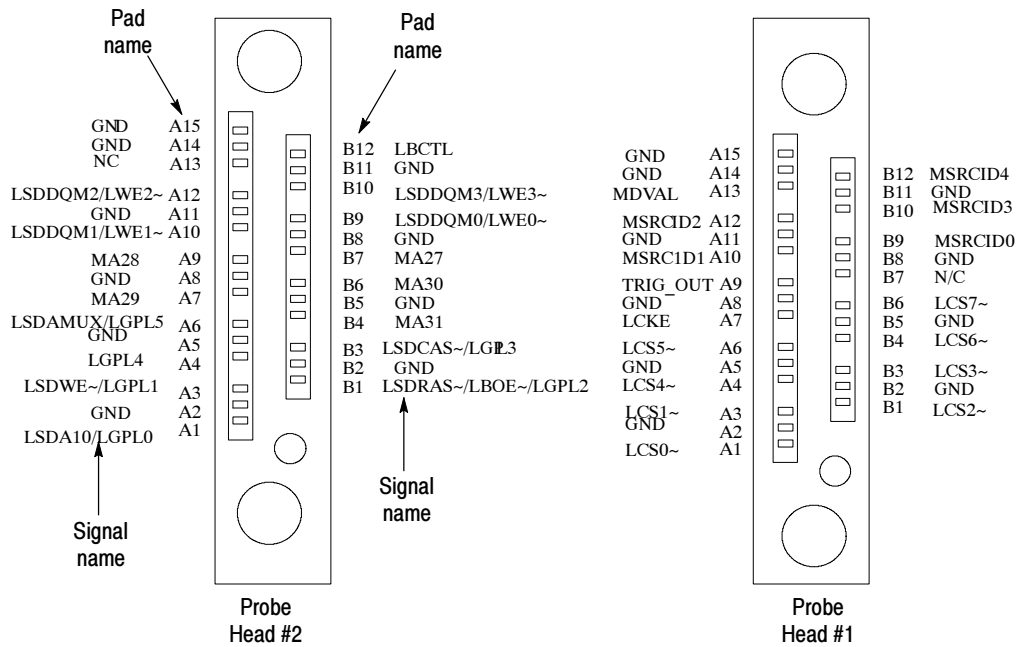 Pad name
Pad name
GND A15
GND A14
NC A13
LSDDQM2/LWE2~ A12
GND A11
LSDDQM1/LWE1~ A10
MA28 A9
GND A8
MA29 A7
LSDAMUX/LGPL5 A6
GND A5
LGPL4 A4
LSDWE~/LGPL1 A3
GND A2
LSDA10/LGPL0 A1
Signal name
B12 LBCTL
B11 GND
B10 LSDDQM3/LWE3~
B9 LSDDQM0/LWE0~
B8 GND
B7 MA27
B6 MA30
B5 GND
B4 MA31
B3 LSDCAS~/LGPL3
B2 GND
B1 LSDRAS~/LBOE~/LGPL2
Signal name
Probe Head #2
GND A15
GND A14
MDVAL A13
MSRCID2 A12
GND A11
MSRC1D1 A10
TRIG_OUT A9
GND A8
LCKE A7
LCS5~ A6
GND A5
LCS4~ A4
LCS1~ A3
GND A2
LCS0~ A1
B12 MSRCID4
B11 GND
B10 MSRCID3
B9 MSRCID0
B8 GND
B7 N/C
B6 LCS7~
B5 GND
B4 LCS6~
B3 LCS3~
B2 GND
B1 LCS2~
Probe Head #1